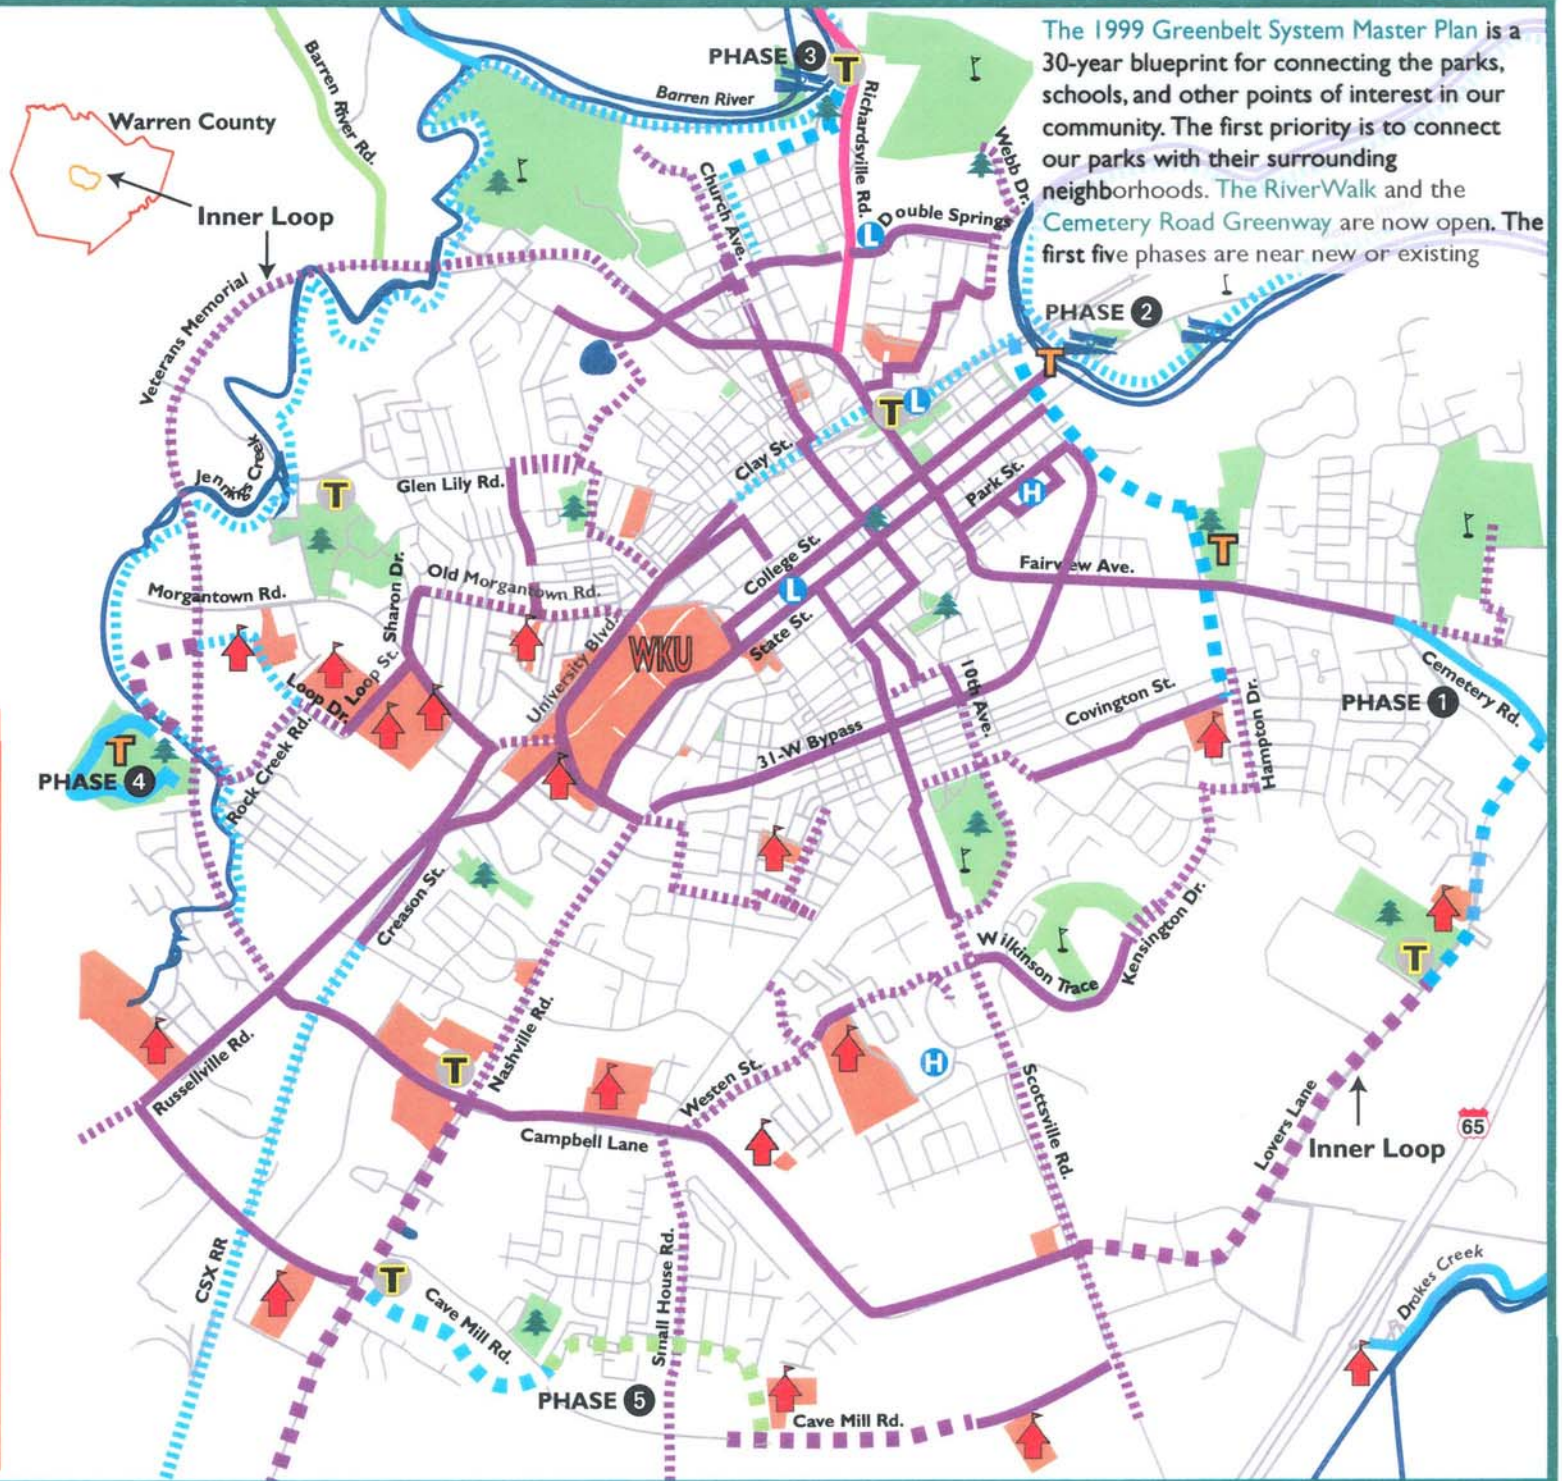 The 1999 Greenbelt System Master Plan is a
30-year blueprint for connecting the parks,
schools, and other points of interest in our
community. The first priority is to connect
our parks with their surrounding
neighborhoods. The RiverWalk and the
Cemetery Road Greenway are now open. The
first five phases are near new or existing
PHASE 3
T
Barren River
Barren River Rd.
Richardsville Rd.
Webb Dr.
Warren County
Inner Loop
Inner Loop
Church Ave.
L
Double Springs
Veterans Memorial
PHASE 2
T
T
L
Clay St.
Jennings Creek
Glen Lily Rd.
T
Park St.
H
College St.
T
Fairview Ave.
Morgantown Rd.
Sharon Dr.
Old Morgantown Rd.
L
State St.
WKU
University Blvd.
Loop St.
Loop Dr.
10th Ave.
Covington St.
Hampton Dr.
Cemetery Rd.
PHASE 1
T
PHASE 4
Rock Creek Rd.
31-W Bypass
Creason St.
Wilkinson Trace
Kensington Dr.
T
Russellville Rd.
Nashville Rd.
T
Westen St.
H
Scottsville Rd.
Lovers Lane
65
Inner Loop
Campbell Lane
CSX RR
Small House Rd.
T
Cave Mill Rd.
Drakes Creek
PHASE 5
Cave Mill Rd.